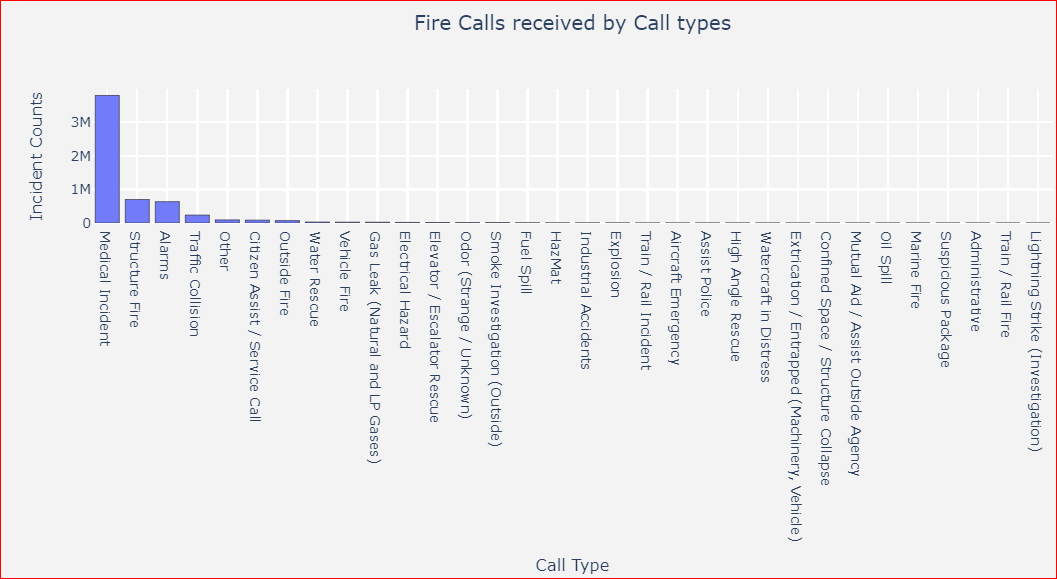 Fire Calls received by Call types
Incident Counts
3M
2M
1M
0
Medical Incident
Structure Fire
Alarms
Traffic Collision
Other
Citizen Assist / Service Call
Outside Fire
Water Rescue
Vehicle Fire
Gas Leak (Natural and LP Gases)
Electrical Hazard
Elevator / Escalator Rescue
Odor (Strange / Unknown)
Smoke Investigation (Outside)
Fuel Spill
HazMat
Industrial Accidents
Explosion
Train / Rail Incident
Aircraft Emergency
Assist Police
High Angle Rescue
Watercraft in Distress
Extrication / Entrapped (Machinery, Vehicle)
Confined Space / Structure Collapse
Mutual Aid / Assist Outside Agency
Oil Spill
Marine Fire
Suspicious Package
Administrative
Train / Rail Fire
Lightning Strike (Investigation)
Call Type